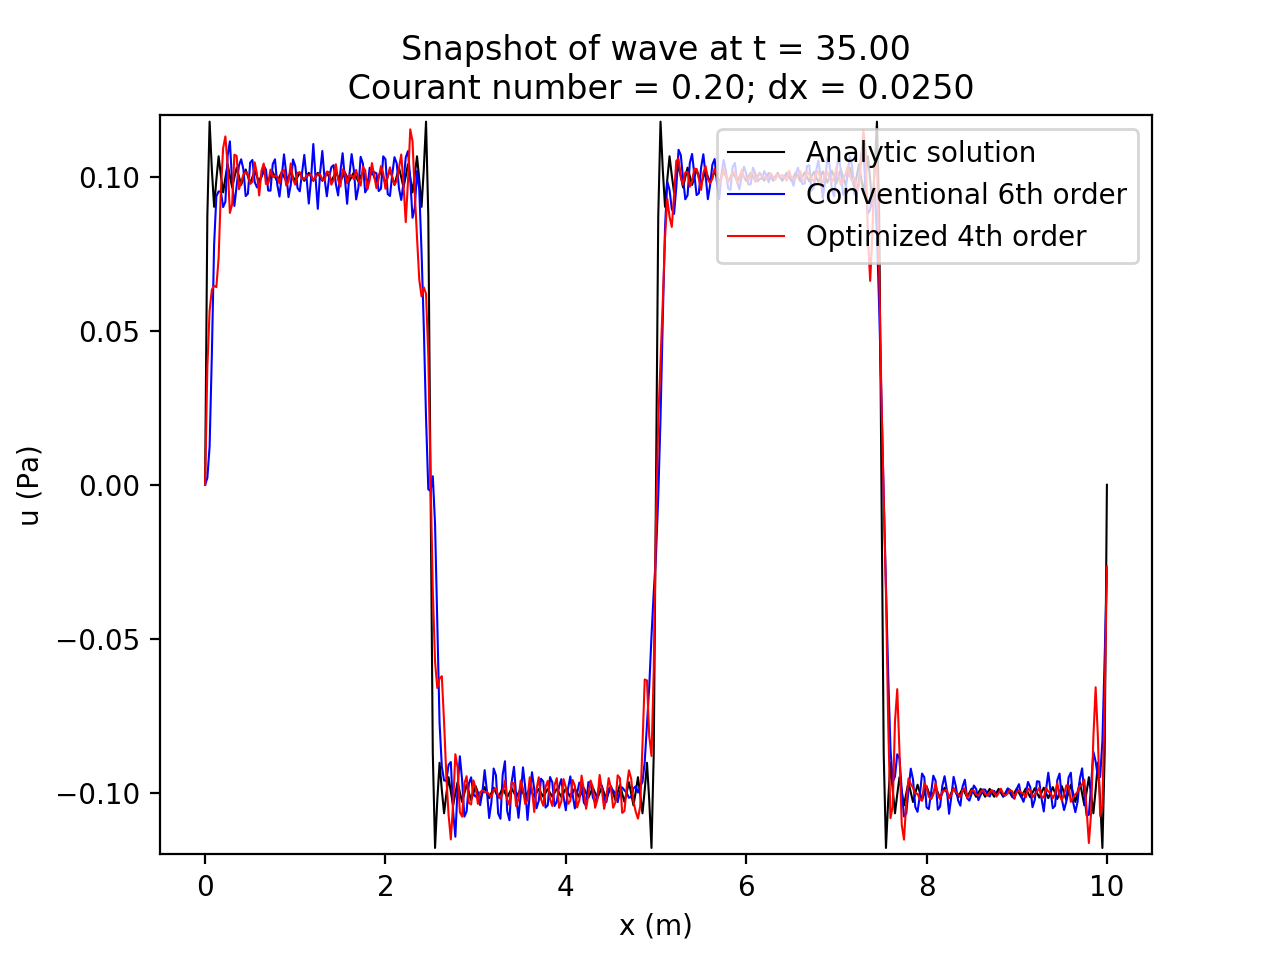 Snapshot of wave at t = 35.00
Courant number = 0.20; dx = 0.0250
Analytic solution
Conventional 6th order
Optimized 4th order
0.10
0.05
0.00
−0.05
−0.10
u (Pa)
0 2 4 6 8 10
x (m)